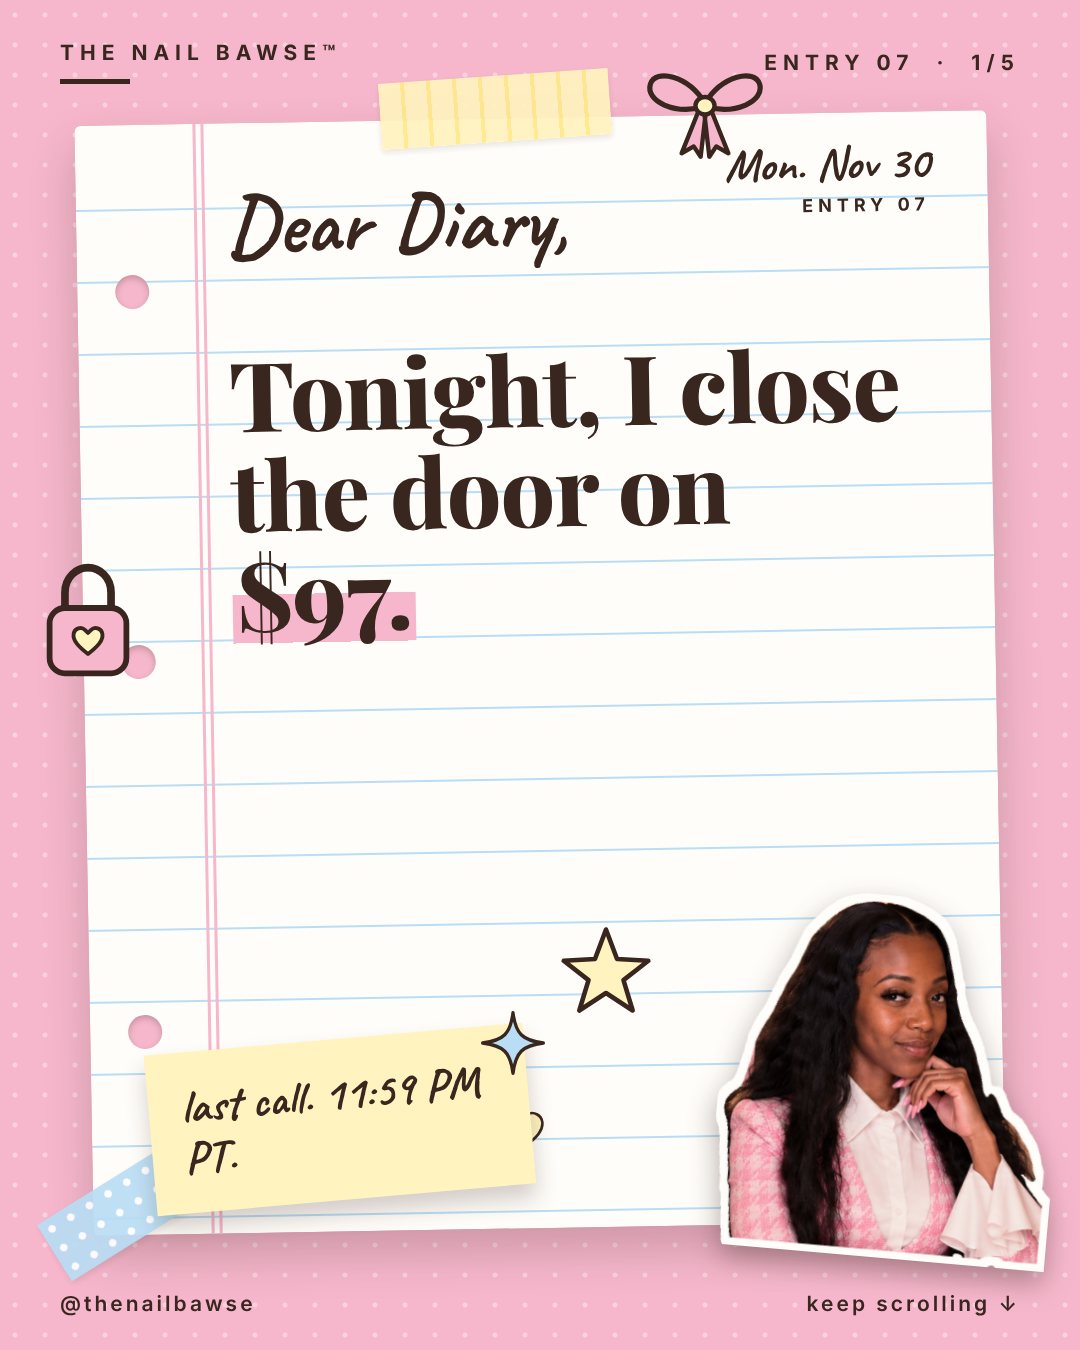 THE NAIL BAWSE™
ENTRY 07 · 1/5
Mon. Nov 30
ENTRY 07
Dear Diary,
Tonight, I close
the door on
$97.
last call. 11:59 PM
PT.
@thenailbawse
keep scrolling ↓